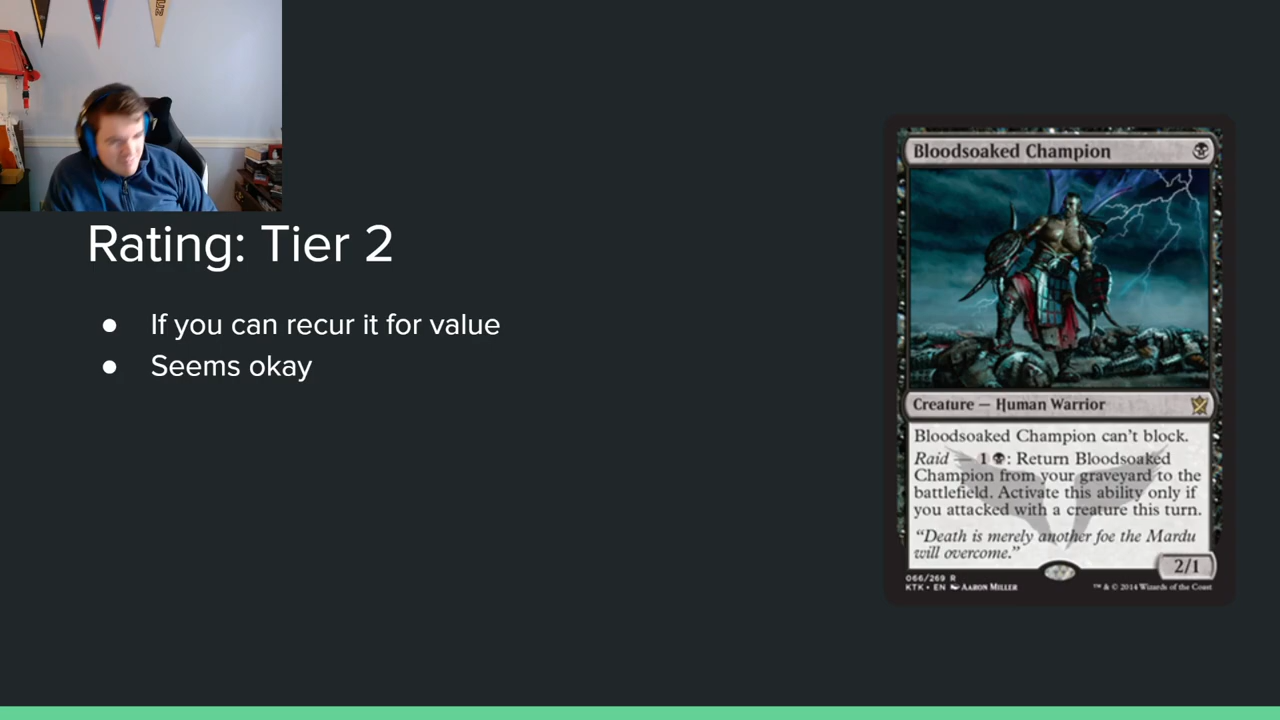 Rating: Tier 2
● If you can recur it for value
● Seems okay
Bloodsoaked Champion
Creature — Human Warrior
Bloodsoaked Champion can't block.
Raid — 1 : Return Bloodsoaked
Champion from your graveyard to the
battlefield. Activate this ability only if
you attacked with a creature this turn.
"Death is merely another foe the Mardu
will overcome."
2/1
066/269 R
KTK • EN AARON MILLER
™ & © 2014 Wizards of the Coast